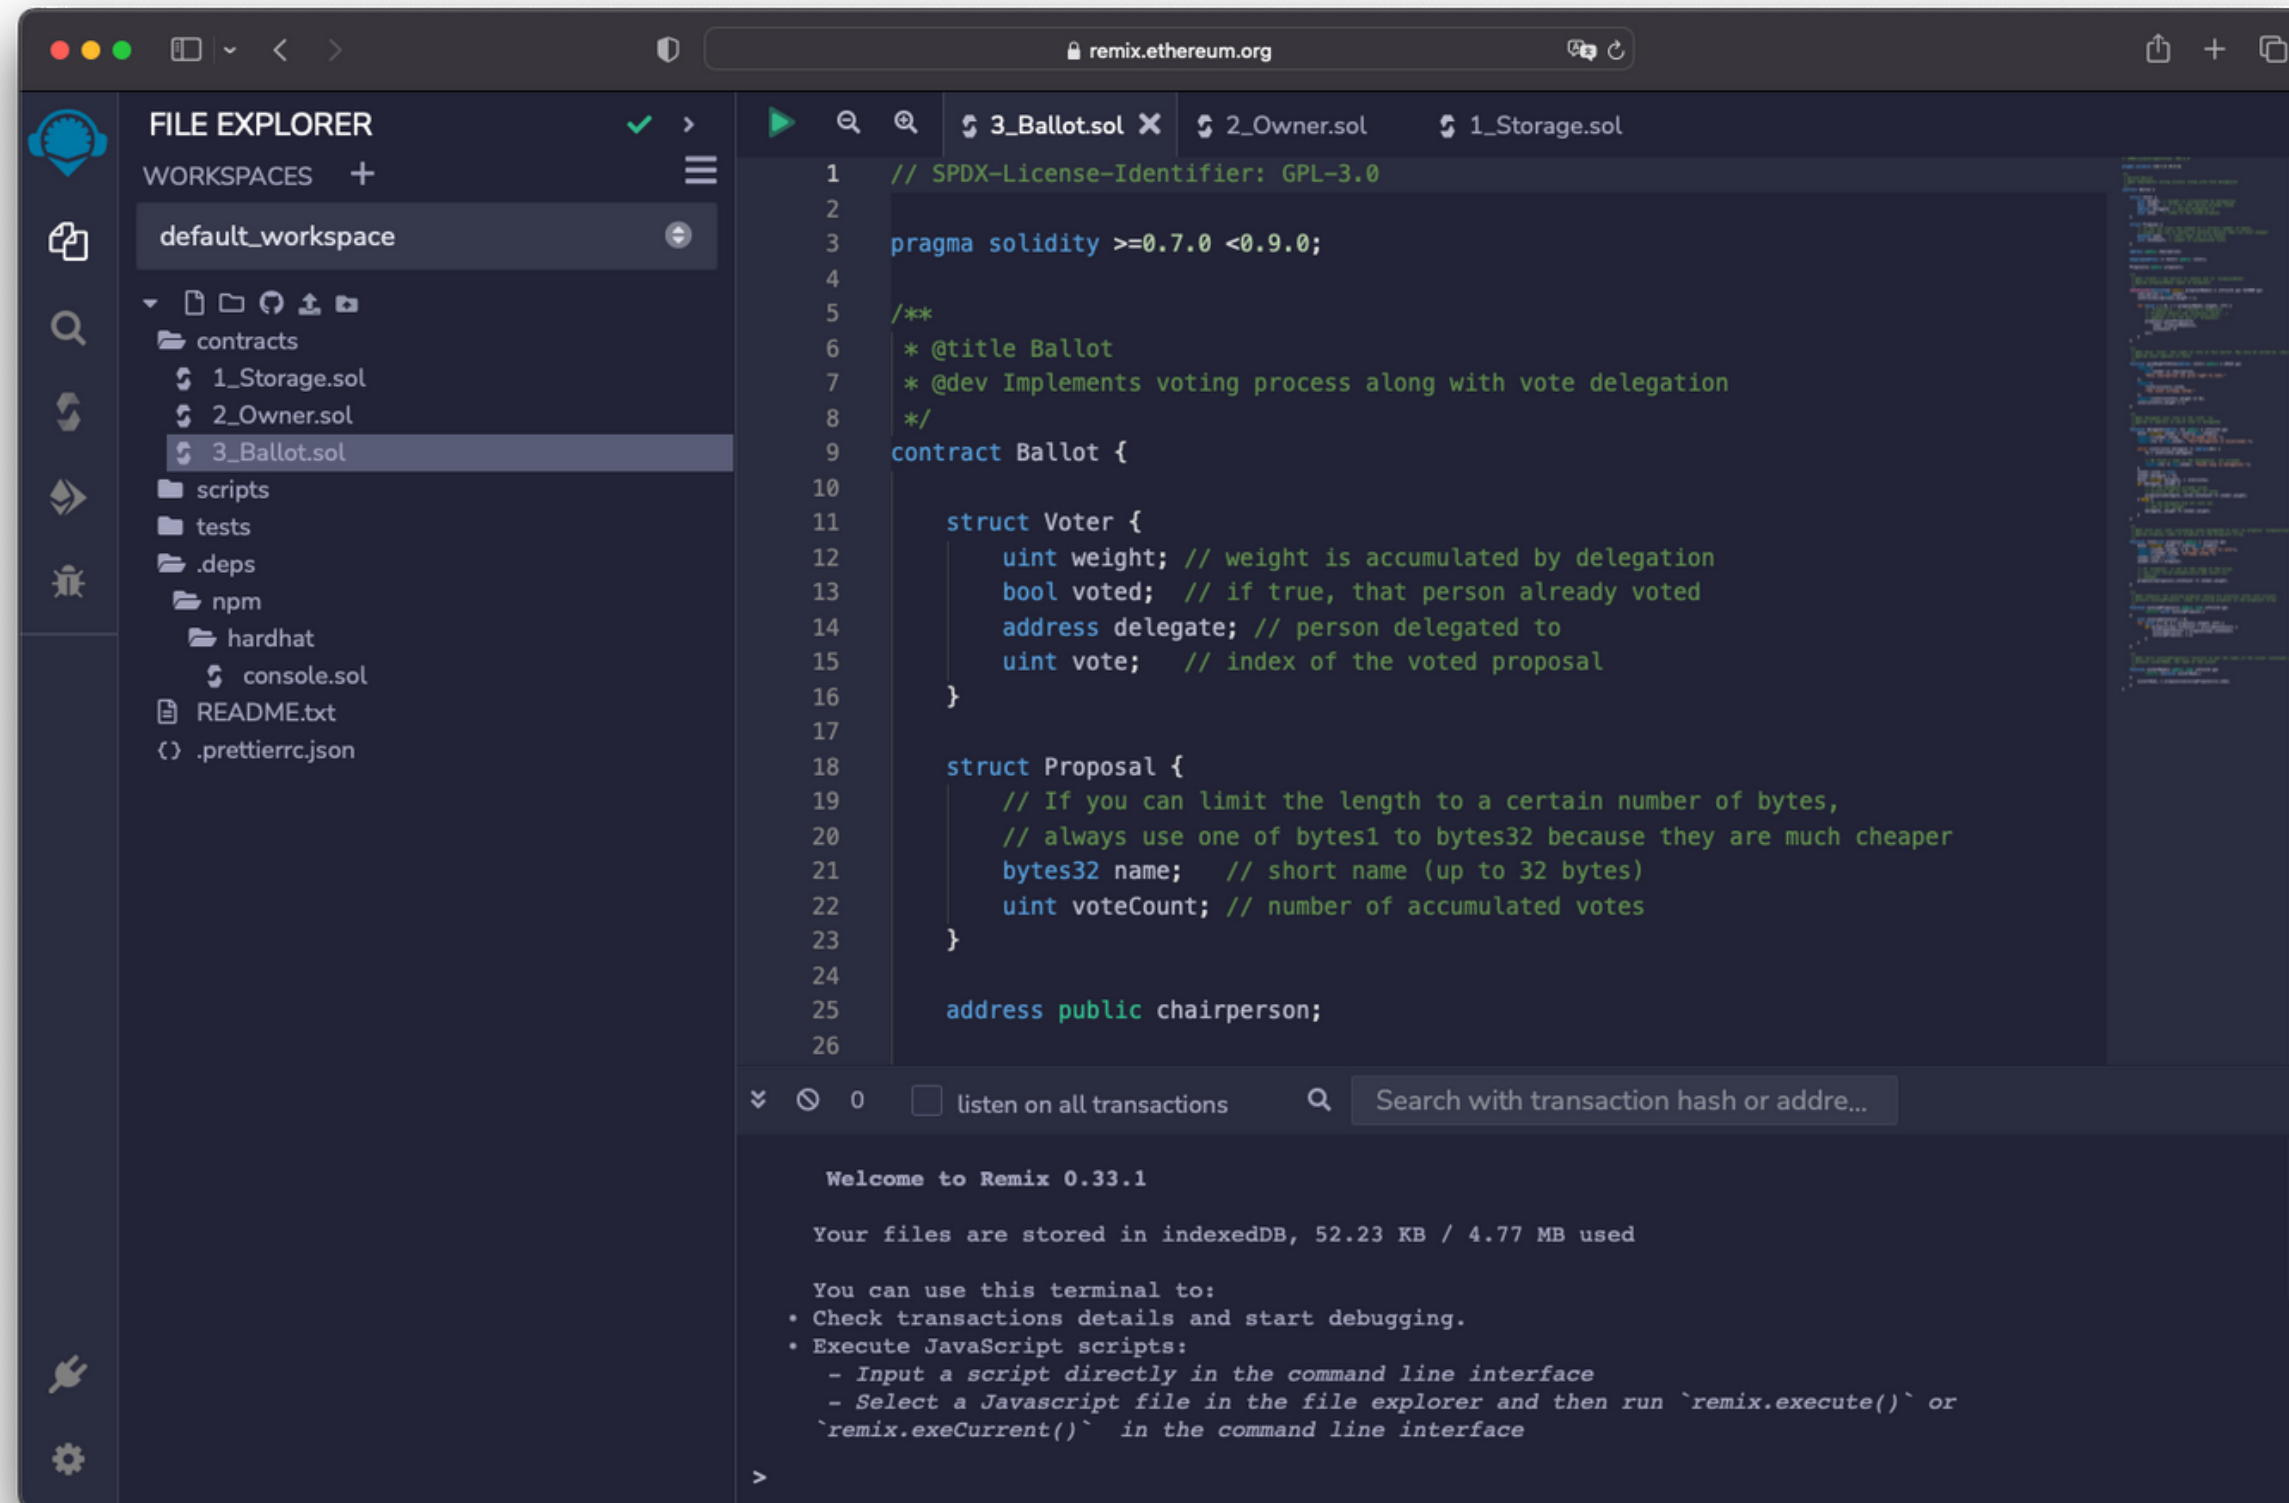 remix.ethereum.org
FILE EXPLORER
WORKSPACES
default_workspace
contracts
1_Storage.sol
2_Owner.sol
3_Ballot.sol
scripts
tests
.deps
npm
hardhat
console.sol
README.txt
.prettierrc.json
3_Ballot.sol 2_Owner.sol 1_Storage.sol
1 // SPDX-License-Identifier: GPL-3.0
2
3 pragma solidity >=0.7.0 <0.9.0;
4
5 /**
6 * @title Ballot
7 * @dev Implements voting process along with vote delegation
8 */
9 contract Ballot {
10
11 struct Voter {
12 uint weight; // weight is accumulated by delegation
13 bool voted; // if true, that person already voted
14 address delegate; // person delegated to
15 uint vote; // index of the voted proposal
16 }
17
18 struct Proposal {
19 // If you can limit the length to a certain number of bytes,
20 // always use one of bytes1 to bytes32 because they are much cheaper
21 bytes32 name; // short name (up to 32 bytes)
22 uint voteCount; // number of accumulated votes
23 }
24
25 address public chairperson;
26
0 listen on all transactions Search with transaction hash or addre...
Welcome to Remix 0.33.1
Your files are stored in indexedDB, 52.23 KB / 4.77 MB used
You can use this terminal to:
• Check transactions details and start debugging.
• Execute JavaScript scripts:
- Input a script directly in the command line interface
- Select a Javascript file in the file explorer and then run `remix.execute()` or
`remix.exeCurrent()` in the command line interface
>